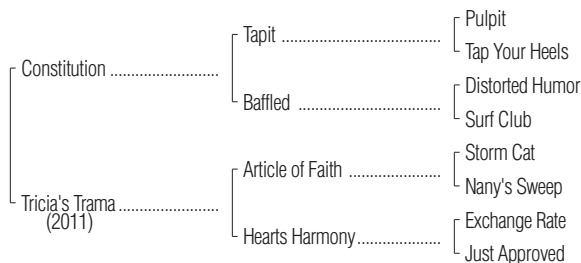 Pulpit
Tapit ..............................
Tap Your Heels
Constitution ........................
Distorted Humor
Baffled ................................
Surf Club
Storm Cat
Article of Faith ....................
Nany's Sweep
Tricia's Trama ......................
(2011)
Exchange Rate
Hearts Harmony..................
Just Approved